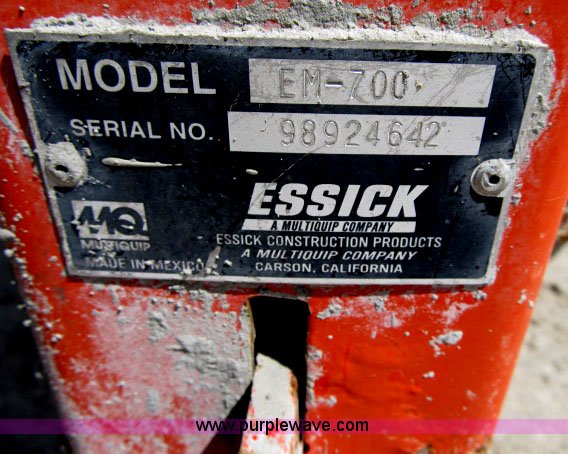 MODEL EM-700
SERIAL NO. 98924642
ESSICK
A MULTIQUIP COMPANY
MQ
MULTIQUIP
ESSICK CONSTRUCTION PRODUCTS
A MULTIQUIP COMPANY
MADE IN MEXICO
CARSON, CALIFORNIA
www.purplewave.com